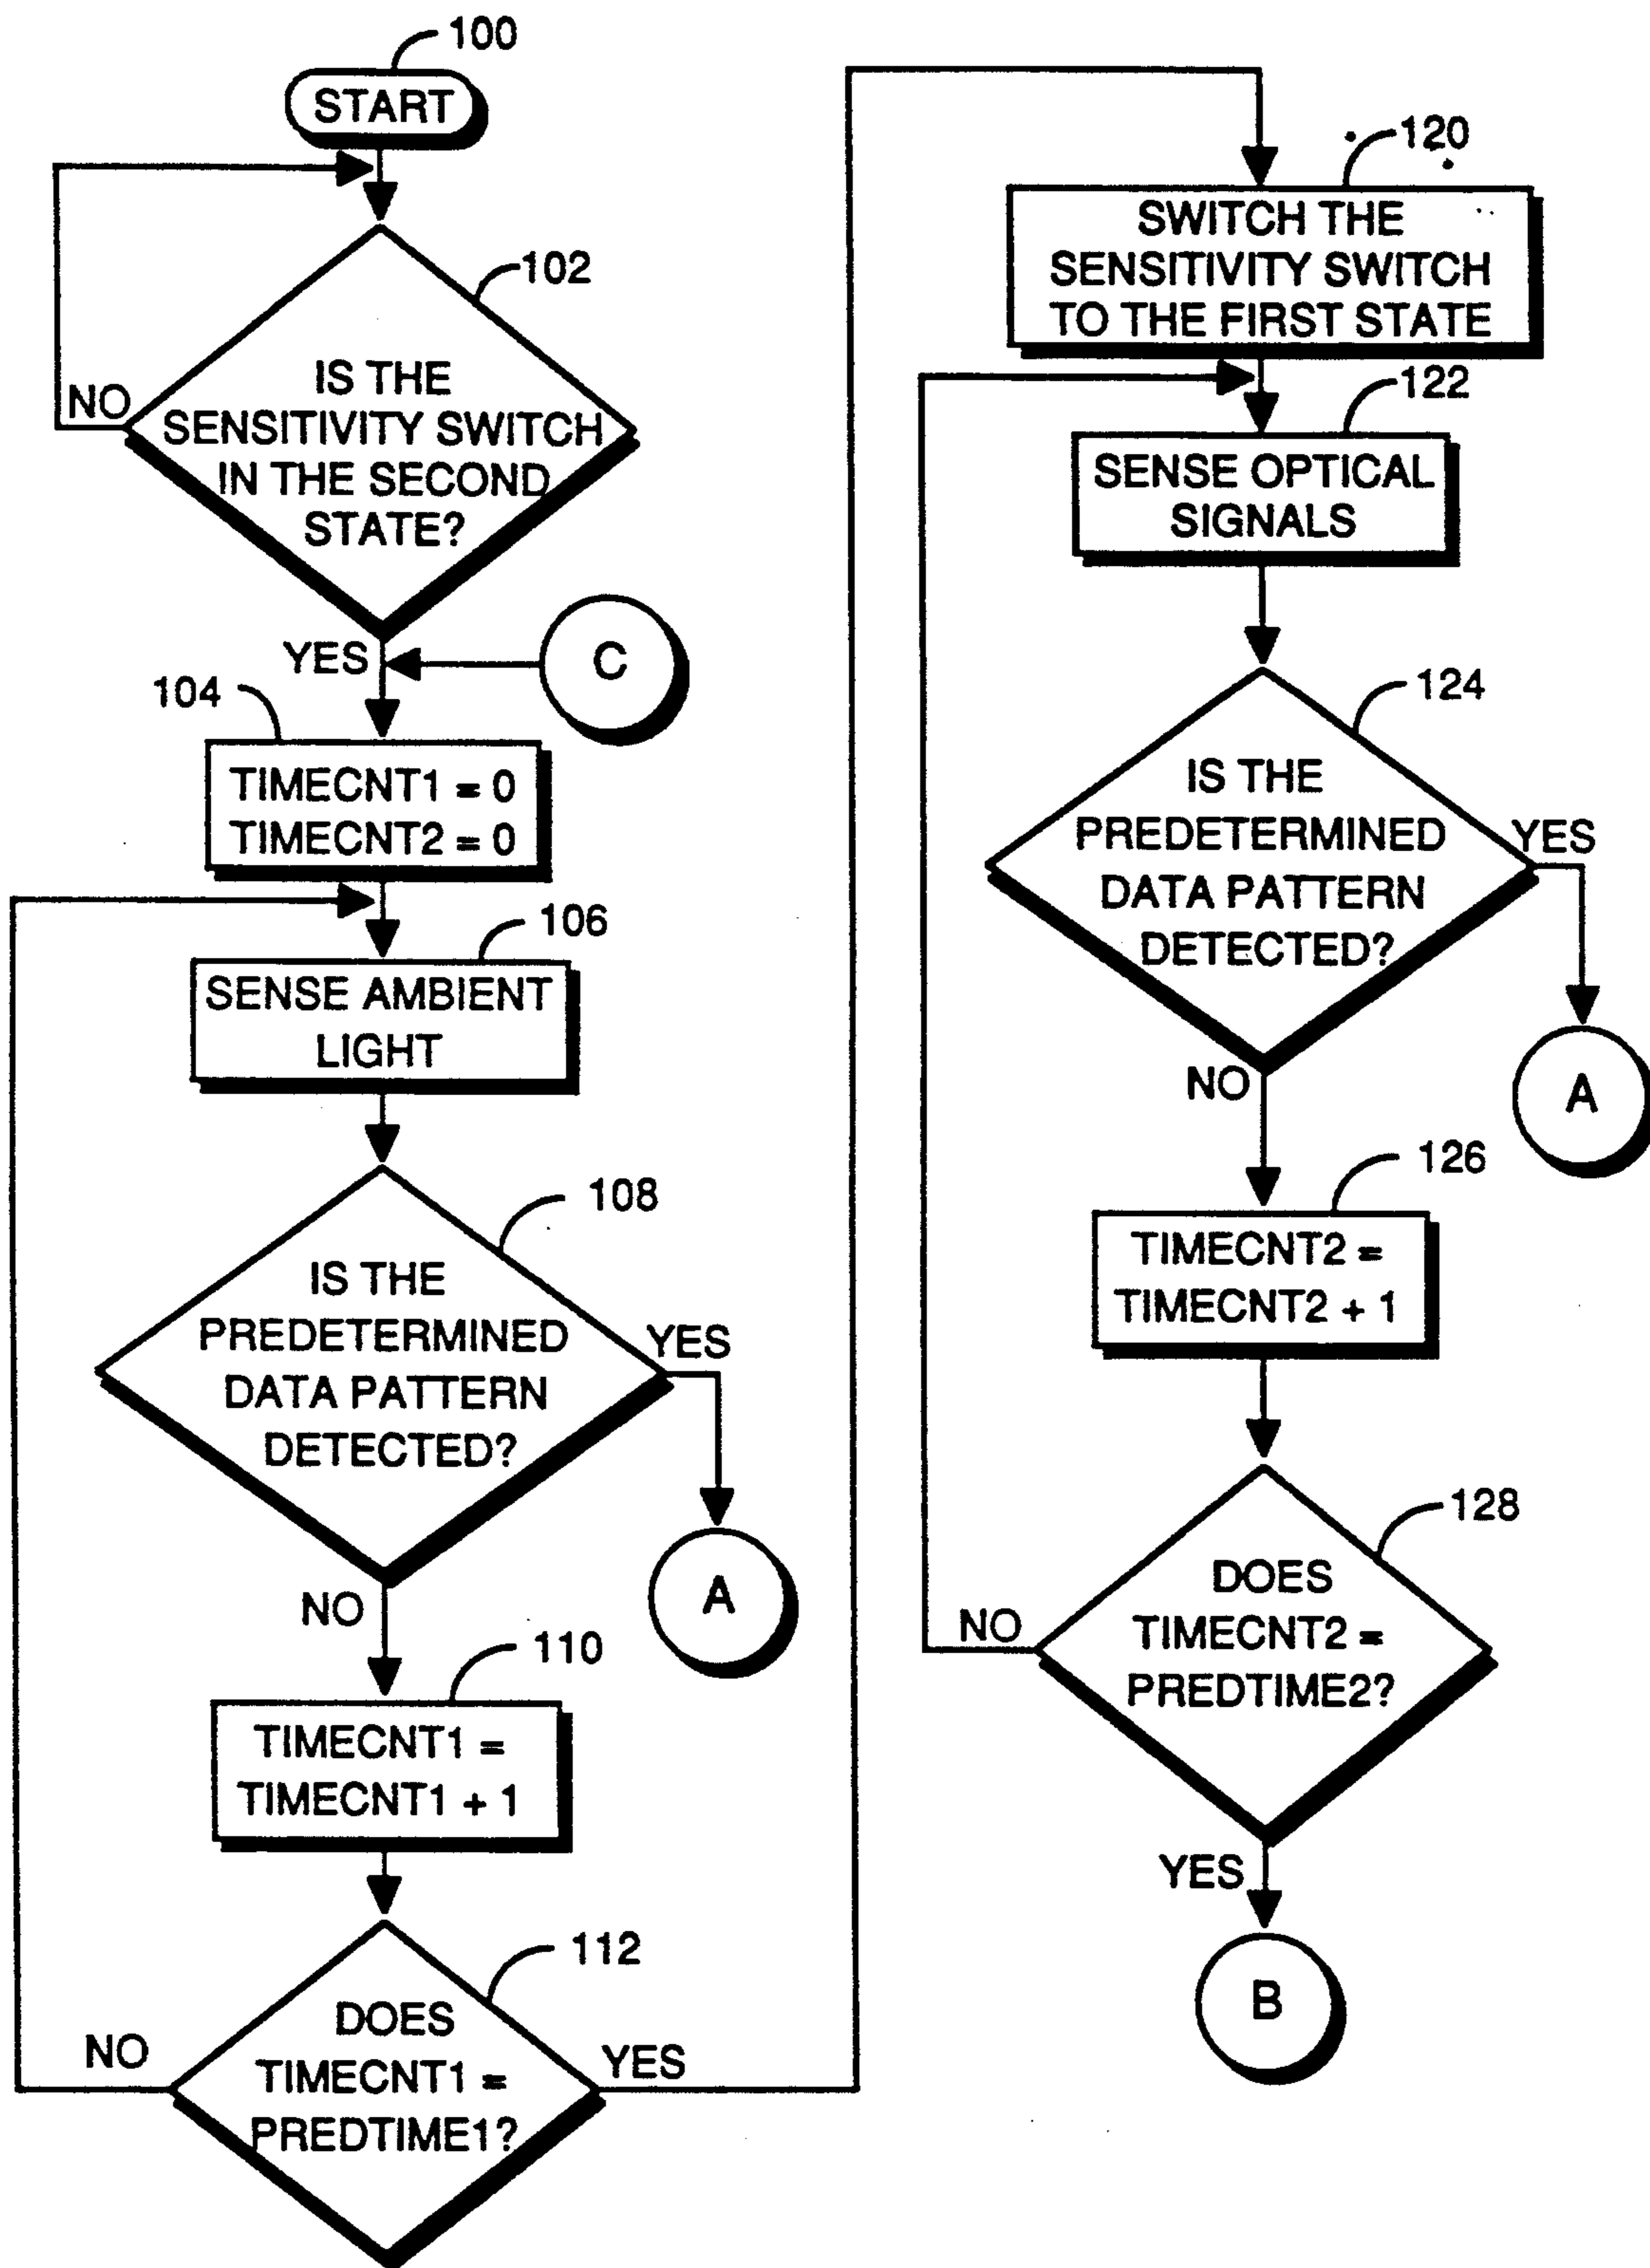 100
START
102
IS THE
SENSITIVITY SWITCH
IN THE SECOND
STATE?
NO
YES
C
104
TIMECNT1 = 0
TIMECNT2 = 0
106
SENSE AMBIENT
LIGHT
108
IS THE
PREDETERMINED
DATA PATTERN
DETECTED?
YES
A
NO
110
TIMECNT1 =
TIMECNT1 + 1
112
DOES
TIMECNT1 =
PREDTIME1?
NO
YES
120
SWITCH THE
SENSITIVITY SWITCH
TO THE FIRST STATE
122
SENSE OPTICAL
SIGNALS
124
IS THE
PREDETERMINED
DATA PATTERN
DETECTED?
YES
A
NO
126
TIMECNT2 =
TIMECNT2 + 1
128
DOES
TIMECNT2 =
PREDTIME2?
NO
YES
B